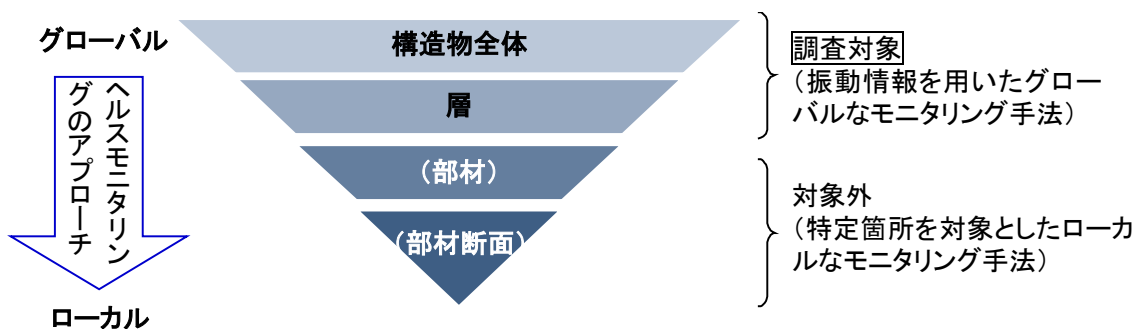 グローバル
ヘルスモニタリン
グのアプローチ
ローカル
構造物全体
層
（部材）
（部材断面）
調査対象
（振動情報を用いたグロー
バルなモニタリング手法）
対象外
（特定箇所を対象としたローカ
ルなモニタリング手法）